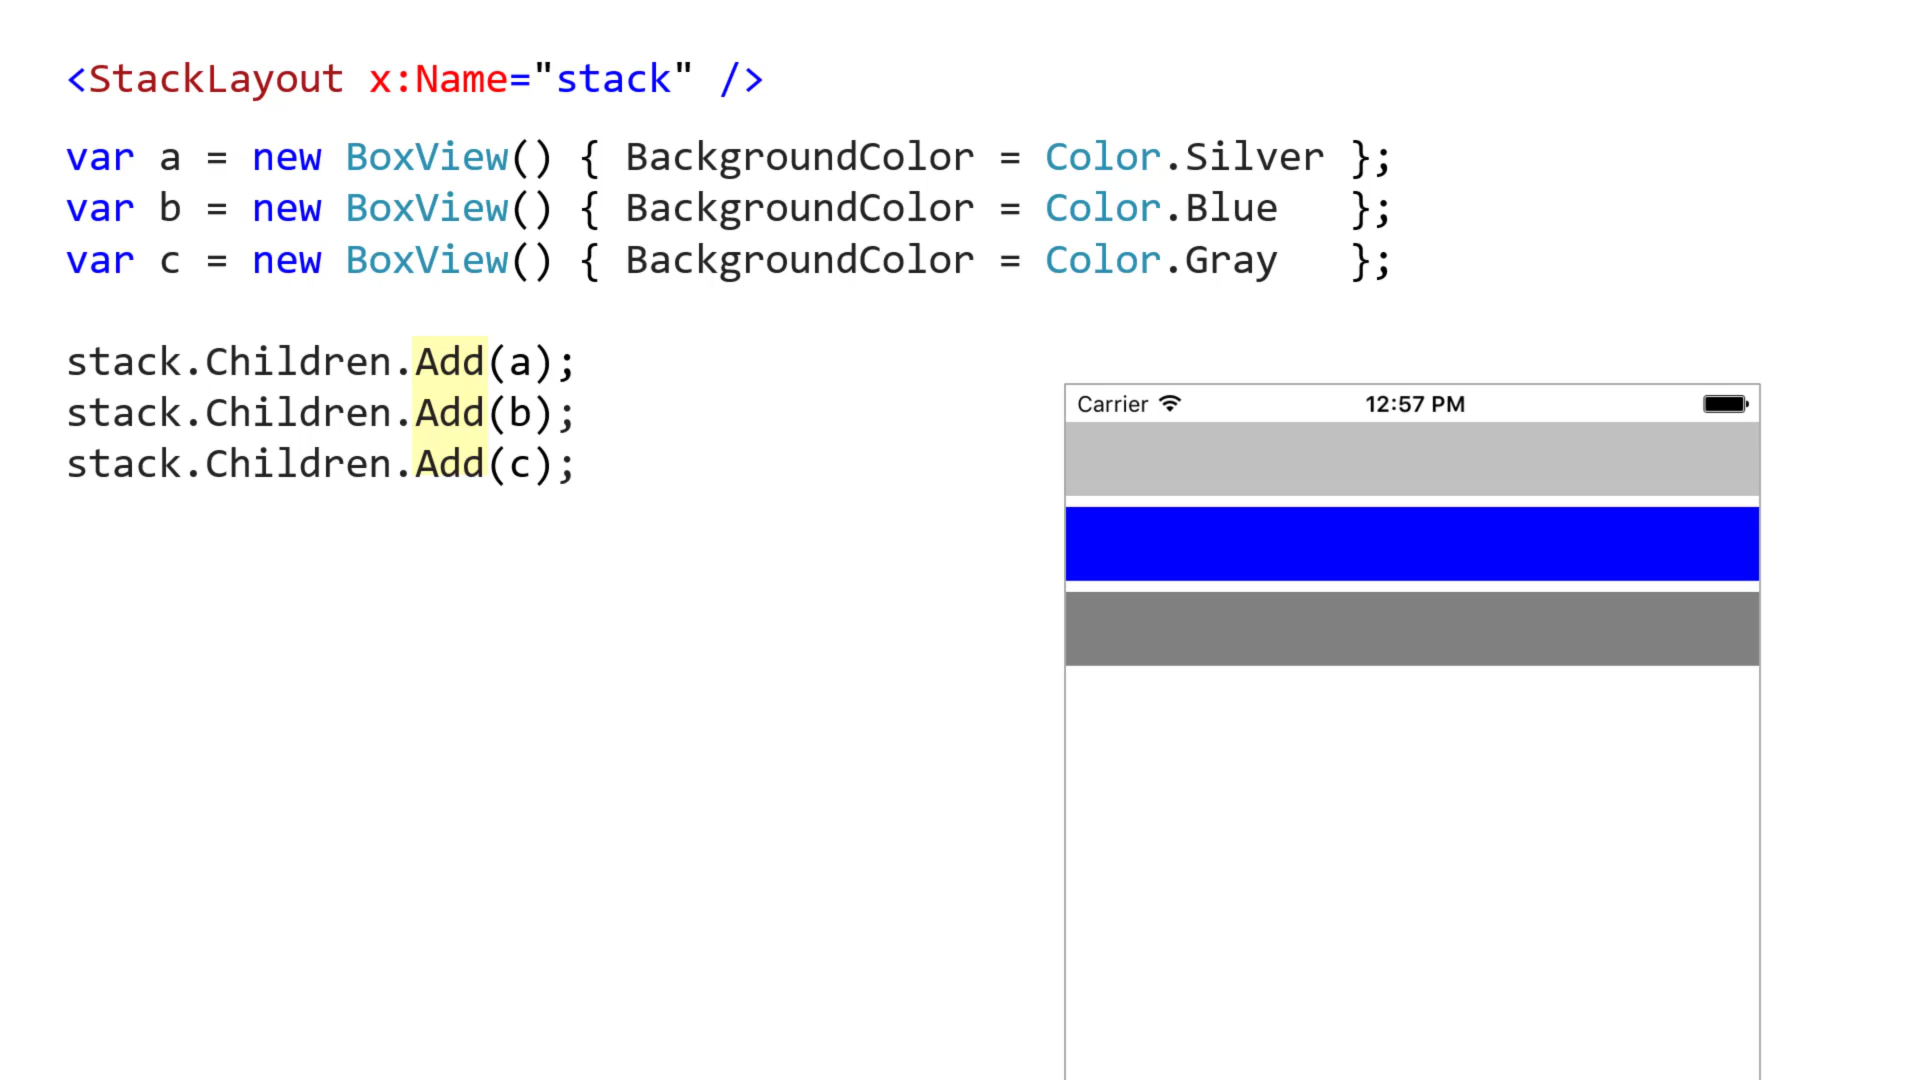 <StackLayout x:Name="stack" />
var a = new BoxView() { BackgroundColor = Color.Silver };
var b = new BoxView() { BackgroundColor = Color.Blue   };
var c = new BoxView() { BackgroundColor = Color.Gray   };
stack.Children.Add(a);
stack.Children.Add(b);
stack.Children.Add(c);
Carrier 12:57 PM